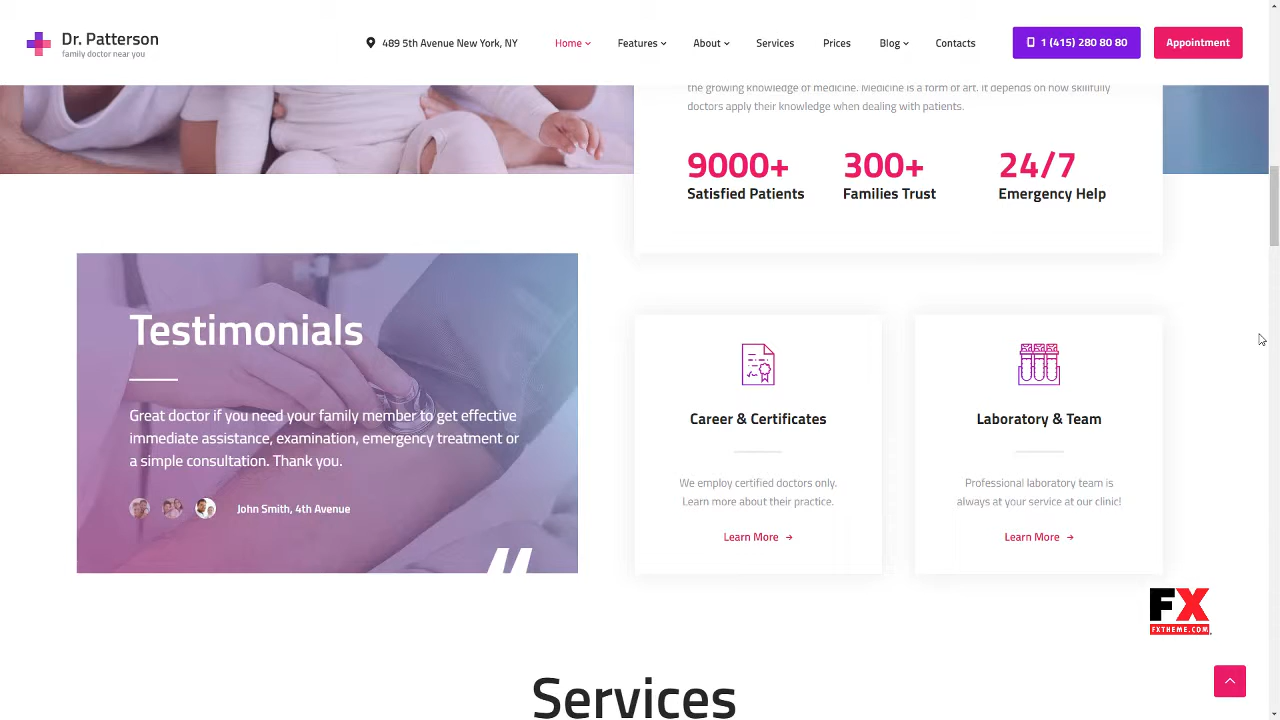 Dr. Patterson
family doctor near you
489 5th Avenue New York, NY
Home
Features
About
Services
Prices
Blog
Contacts
1 (415) 280 80 80
Appointment
the growing knowledge of medicine. Medicine is a form of art. It depends on how skillfully
doctors apply their knowledge when dealing with patients.
9000+
Satisfied Patients
300+
Families Trust
24/7
Emergency Help
Testimonials
Great doctor if you need your family member to get effective
immediate assistance, examination, emergency treatment or
a simple consultation. Thank you.
John Smith, 4th Avenue
Career & Certificates
We employ certified doctors only.
Learn more about their practice.
Learn More
Laboratory & Team
Professional laboratory team is
always at your service at our clinic!
Learn More
FX
FXTHEME.COM
Services